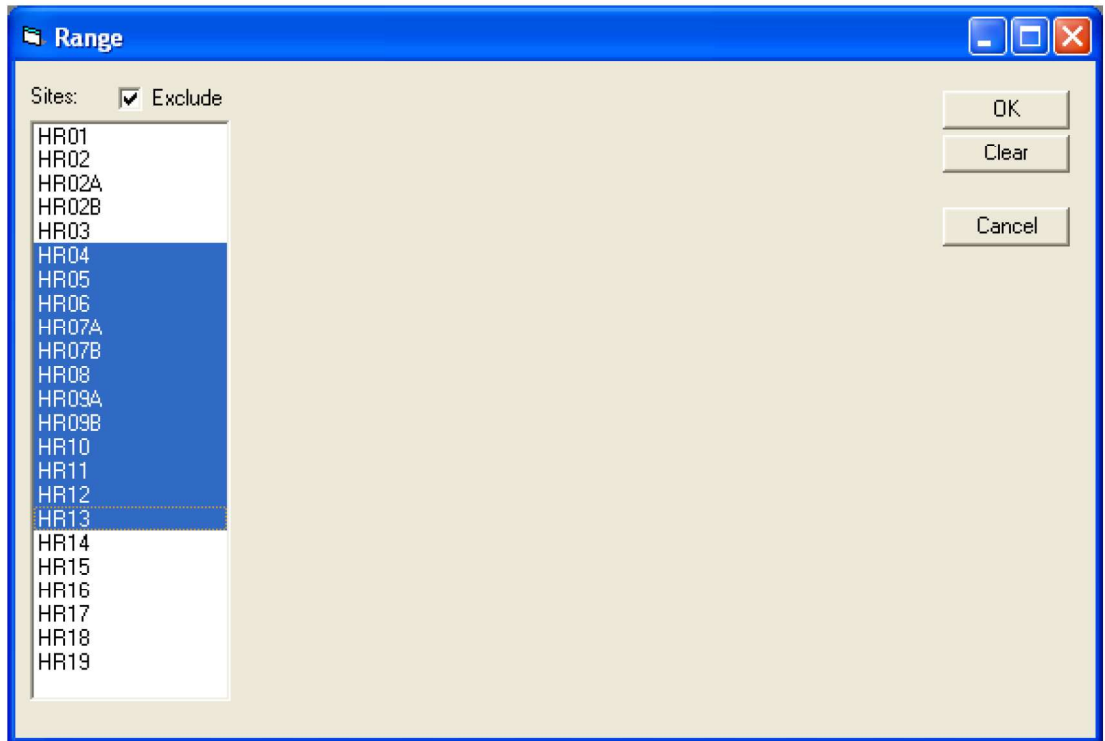 Range
Sites: Exclude
HR01
HR02
HR02A
HR02B
HR03
HR04
HR05
HR06
HR07A
HR07B
HR08
HR09A
HR09B
HR10
HR11
HR12
HR13
HR14
HR15
HR16
HR17
HR18
HR19
OK
Clear
Cancel